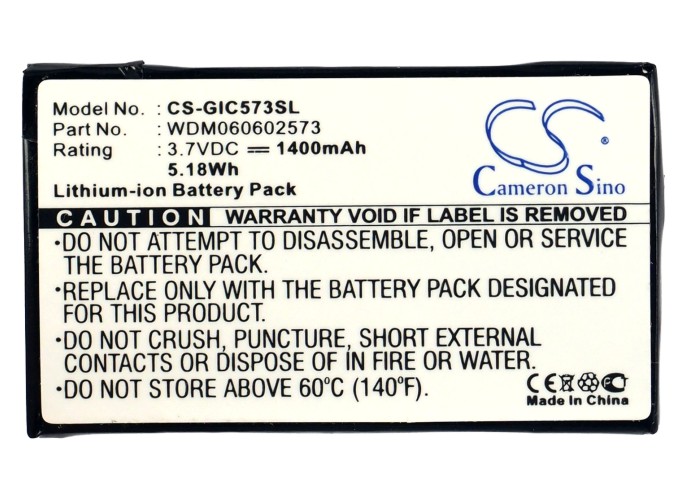 Model No. : CS-GIC573SL
Part No. : WDM060602573
Rating : 3.7VDC ⎓ 1400mAh
5.18Wh
Lithium-ion Battery Pack
CS
®
Cameron Sino
CAUTION WARRANTY VOID IF LABEL IS REMOVED
•DO NOT ATTEMPT TO DISASSEMBLE, OPEN OR SERVICE
THE BATTERY PACK.
•REPLACE ONLY WITH THE BATTERY PACK DESIGNATED
FOR THIS PRODUCT.
•DO NOT CRUSH, PUNCTURE, SHORT EXTERNAL
CONTACTS OR DISPOSE OF IN FIRE OR WATER.
•DO NOT STORE ABOVE 60°C (140°F)
CE
Made In China